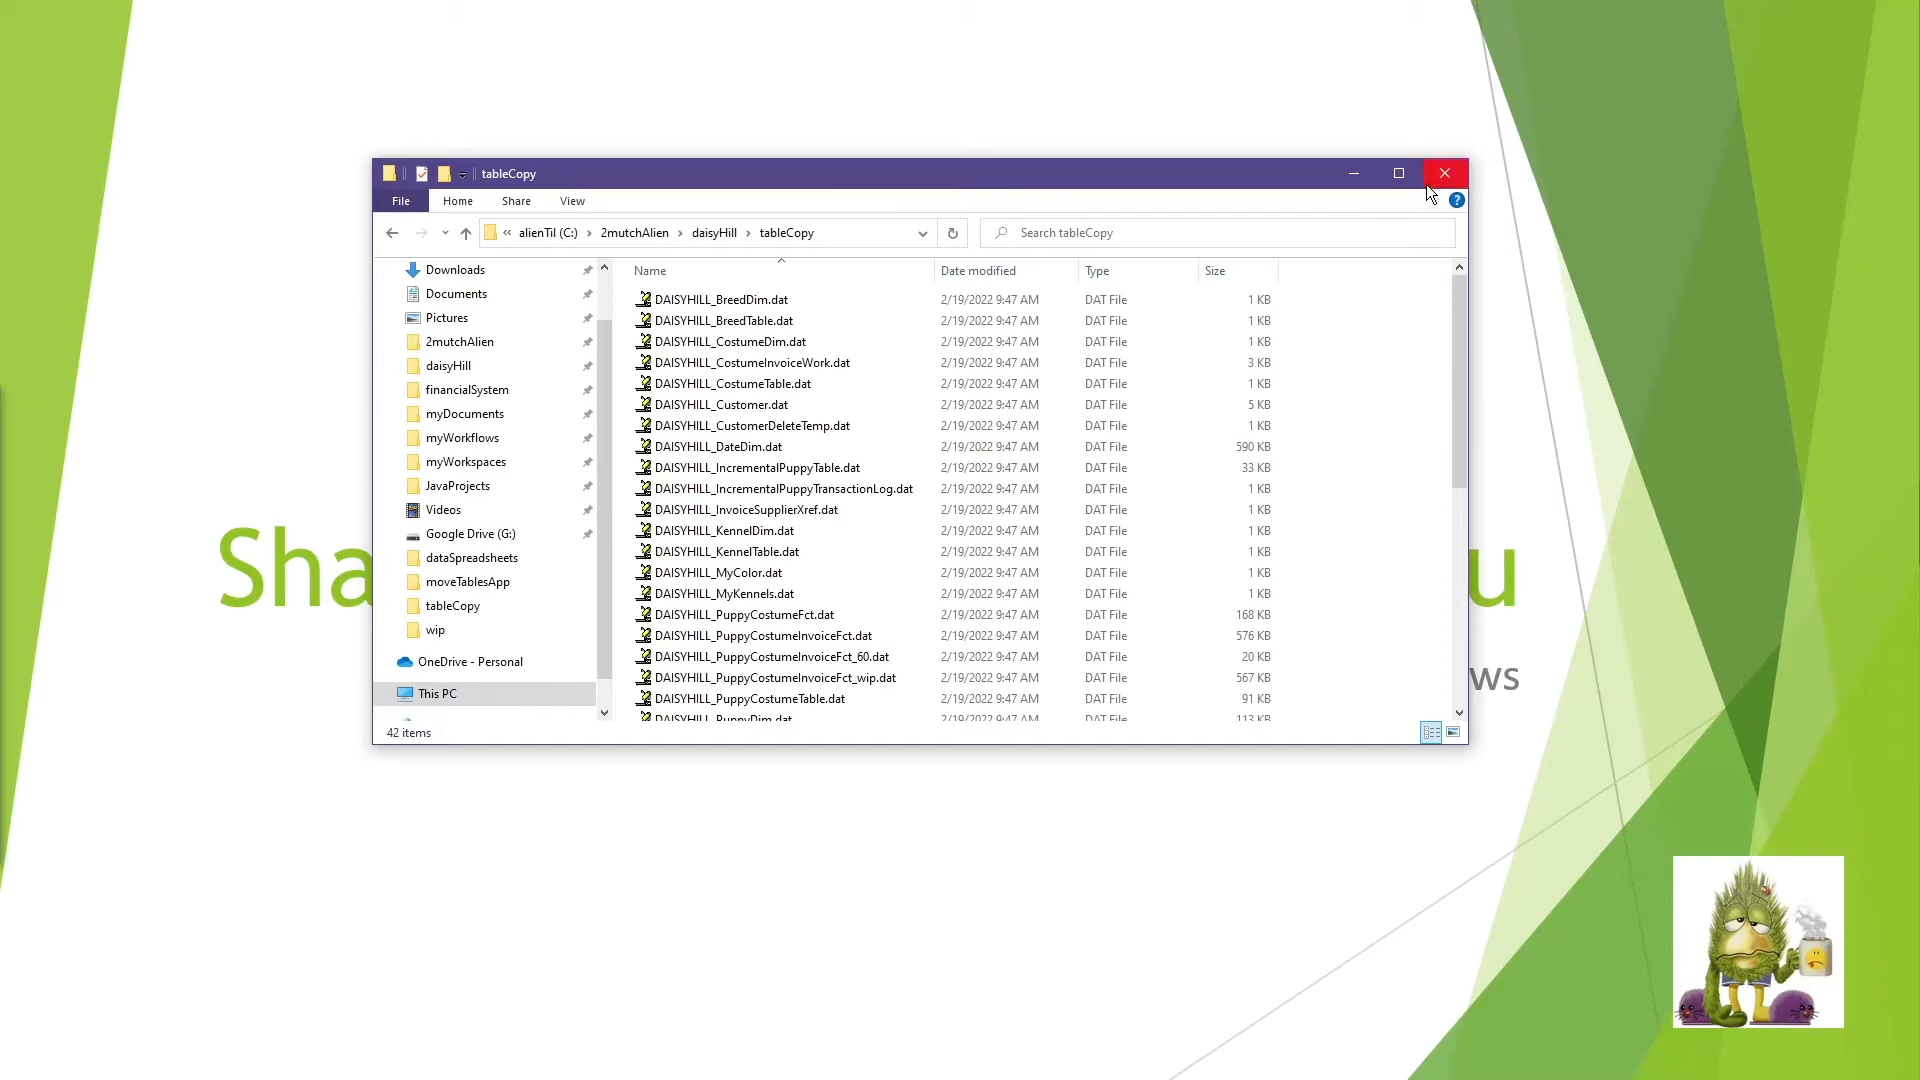 tableCopy
File Home Share View
« alienTil (C:) › 2mutchAlien › daisyHill › tableCopy
Search tableCopy
Name Date modified Type Size
Downloads
Documents
Pictures
2mutchAlien
daisyHill
financialSystem
myDocuments
myWorkflows
myWorkspaces
JavaProjects
Videos
Google Drive (G:)
dataSpreadsheets
moveTablesApp
tableCopy
wip
OneDrive - Personal
This PC
DAISYHILL_BreedDim.dat 2/19/2022 9:47 AM DAT File 1 KB
DAISYHILL_BreedTable.dat 2/19/2022 9:47 AM DAT File 1 KB
DAISYHILL_CostumeDim.dat 2/19/2022 9:47 AM DAT File 1 KB
DAISYHILL_CostumeInvoiceWork.dat 2/19/2022 9:47 AM DAT File 3 KB
DAISYHILL_CostumeTable.dat 2/19/2022 9:47 AM DAT File 1 KB
DAISYHILL_Customer.dat 2/19/2022 9:47 AM DAT File 5 KB
DAISYHILL_CustomerDeleteTemp.dat 2/19/2022 9:47 AM DAT File 1 KB
DAISYHILL_DateDim.dat 2/19/2022 9:47 AM DAT File 590 KB
DAISYHILL_IncrementalPuppyTable.dat 2/19/2022 9:47 AM DAT File 33 KB
DAISYHILL_IncrementalPuppyTransactionLog.dat 2/19/2022 9:47 AM DAT File 1 KB
DAISYHILL_InvoiceSupplierXref.dat 2/19/2022 9:47 AM DAT File 1 KB
DAISYHILL_KennelDim.dat 2/19/2022 9:47 AM DAT File 1 KB
DAISYHILL_KennelTable.dat 2/19/2022 9:47 AM DAT File 1 KB
DAISYHILL_MyColor.dat 2/19/2022 9:47 AM DAT File 1 KB
DAISYHILL_MyKennels.dat 2/19/2022 9:47 AM DAT File 1 KB
DAISYHILL_PuppyCostumeFct.dat 2/19/2022 9:47 AM DAT File 168 KB
DAISYHILL_PuppyCostumeInvoiceFct.dat 2/19/2022 9:47 AM DAT File 576 KB
DAISYHILL_PuppyCostumeInvoiceFct_60.dat 2/19/2022 9:47 AM DAT File 20 KB
DAISYHILL_PuppyCostumeInvoiceFct_wip.dat 2/19/2022 9:47 AM DAT File 567 KB
DAISYHILL_PuppyCostumeTable.dat 2/19/2022 9:47 AM DAT File 91 KB
DAISYHILL_PuppyDim.dat 2/19/2022 9:47 AM DAT File 113 KB
42 items
Sha
u
ws